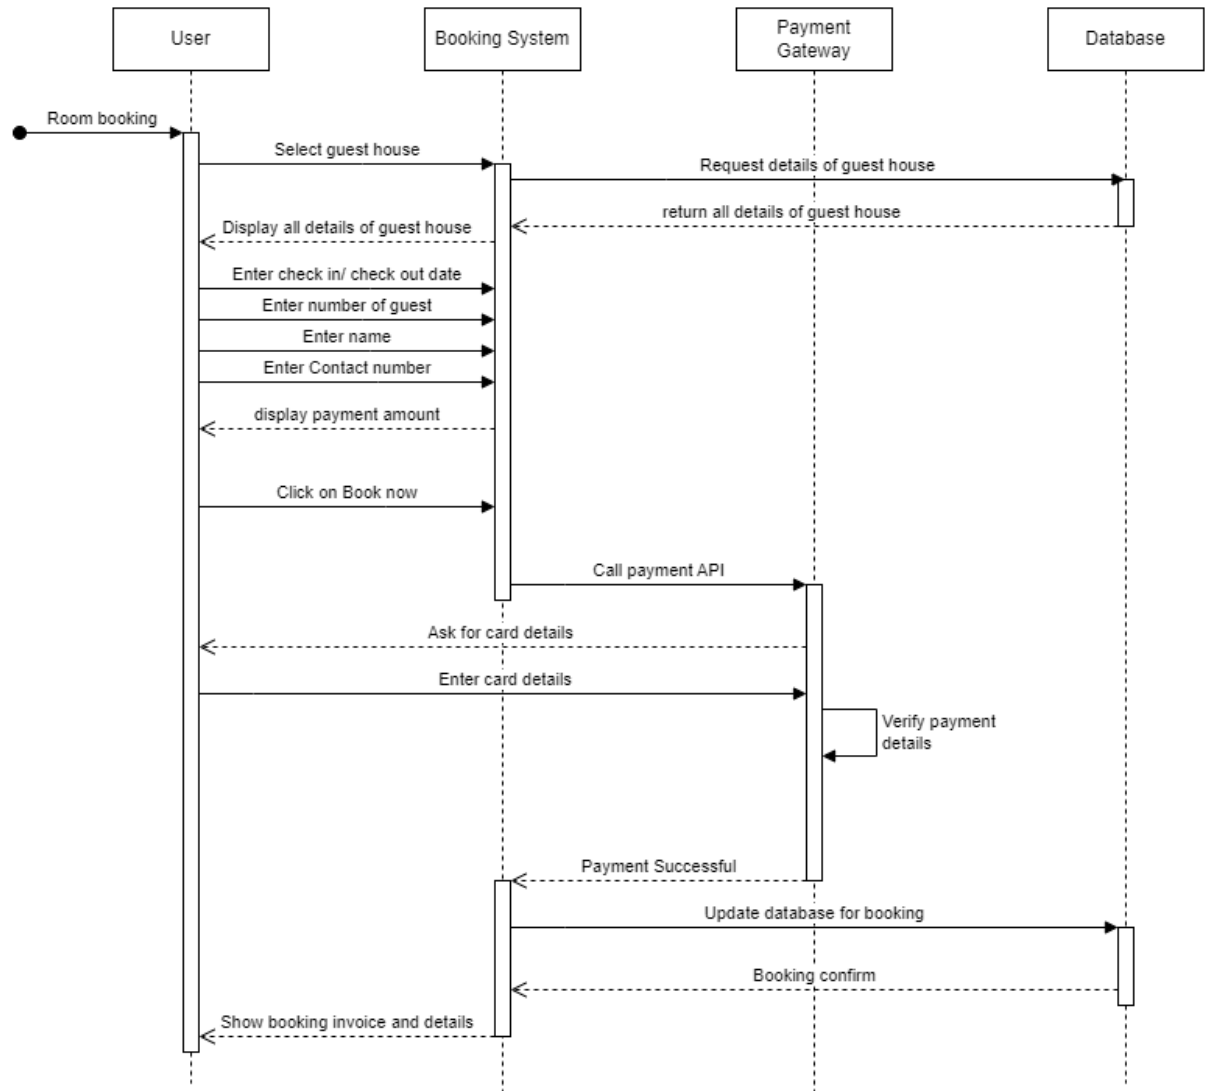 User
Booking System
Payment
Gateway
Database
Room booking
Select guest house
Request details of guest house
return all details of guest house
Display all details of guest house
Enter check in/ check out date
Enter number of guest
Enter name
Enter Contact number
display payment amount
Click on Book now
Call payment API
Ask for card details
Enter card details
Verify payment
details
Payment Successful
Update database for booking
Booking confirm
Show booking invoice and details